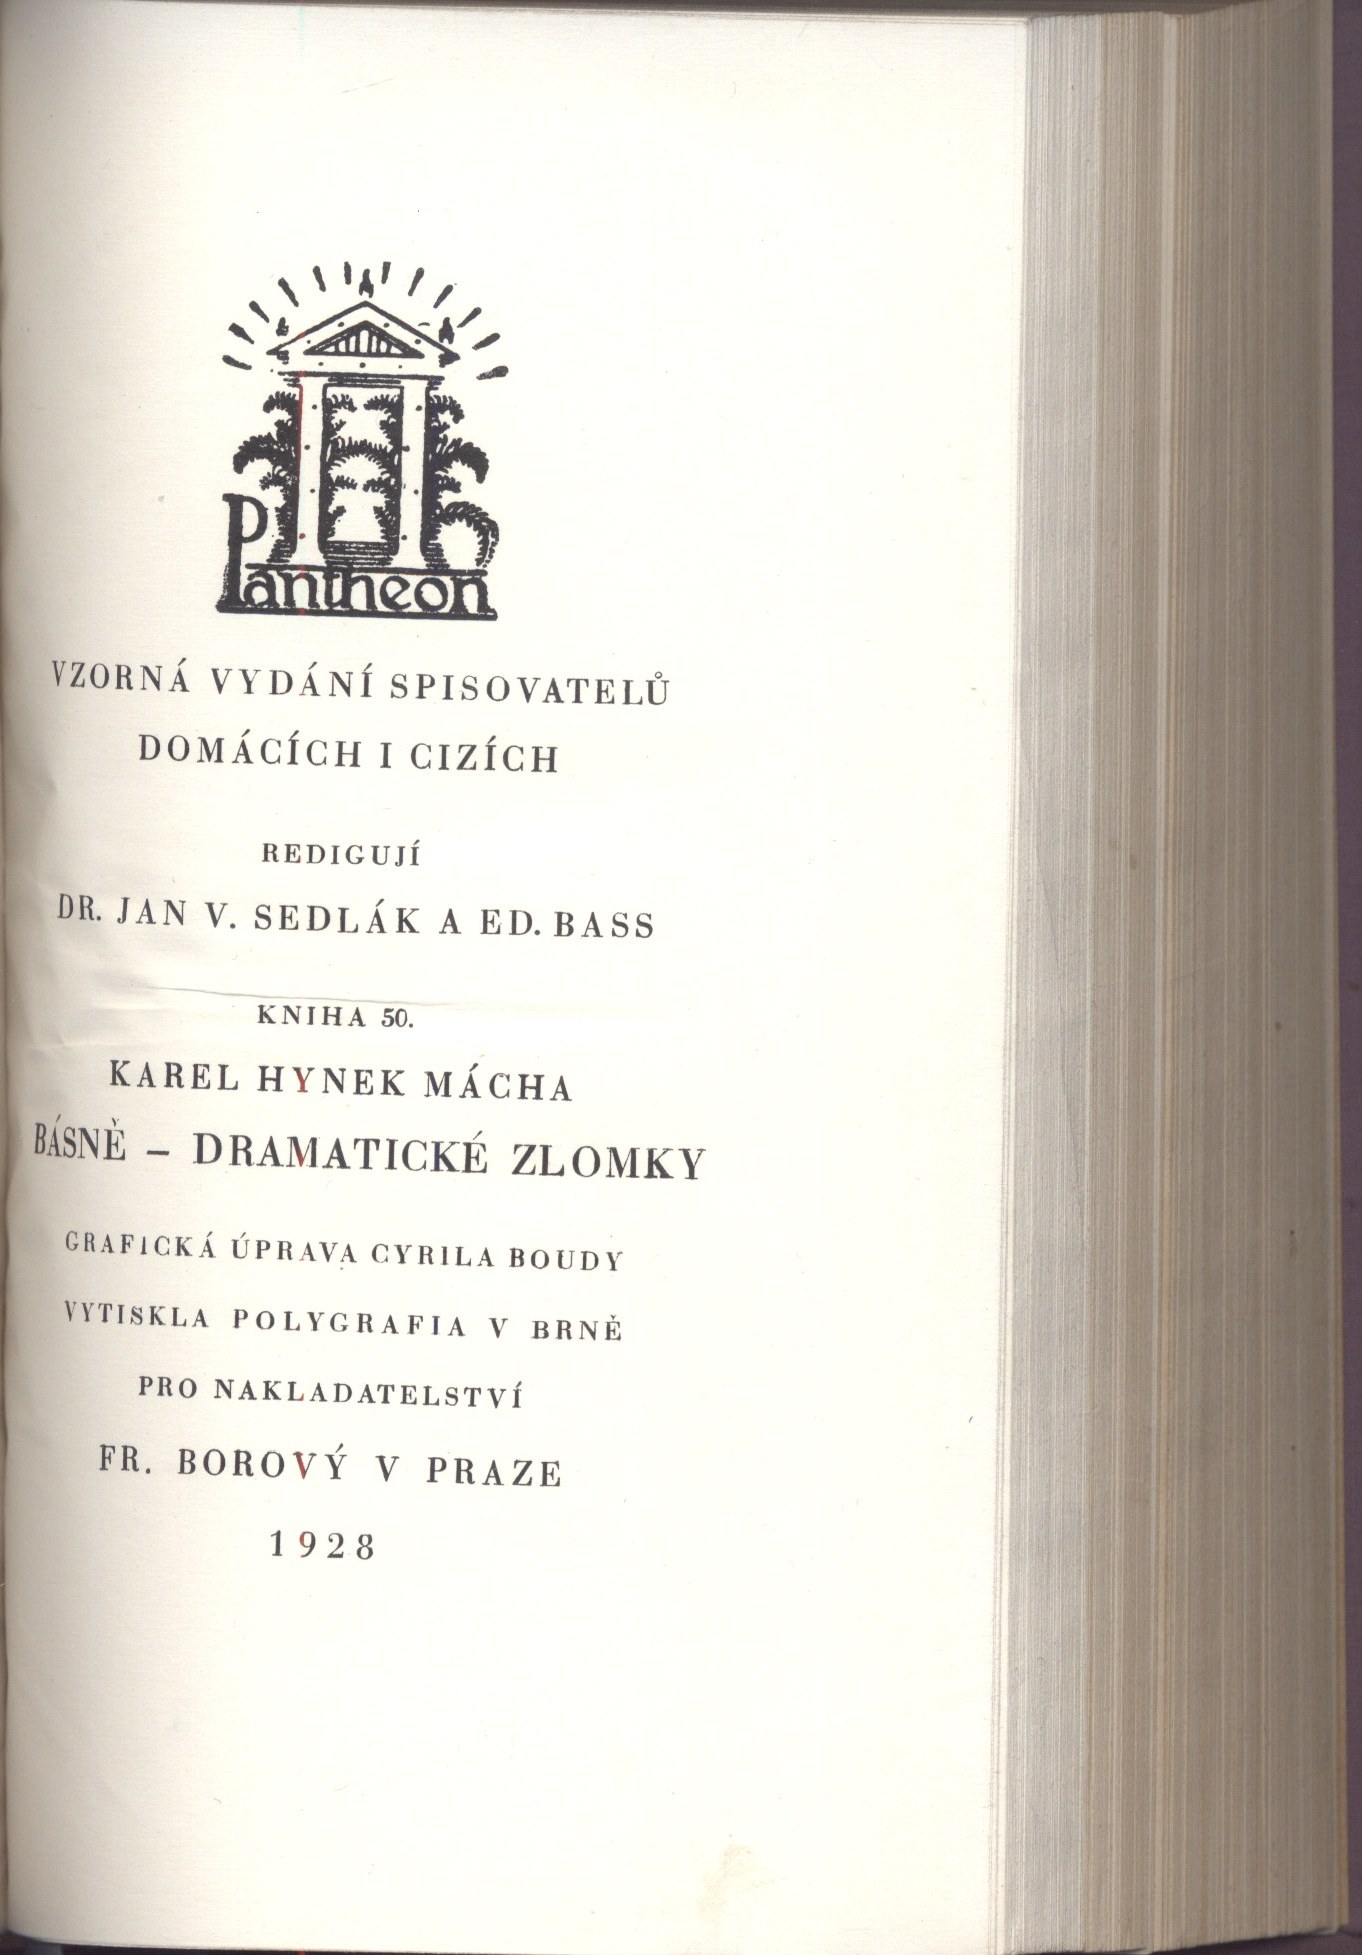 Pantheon
VZORNÁ VYDÁNÍ SPISOVATELŮ
DOMÁCÍCH I CIZÍCH
REDIGUJÍ
DR. JAN V. SEDLÁK A ED. BASS
KNIHA 50.
KAREL HYNEK MÁCHA
BÁSNĚ – DRAMATICKÉ ZLOMKY
GRAFICKÁ ÚPRAVA CYRILA BOUDY
VYTISKLA POLYGRAFIA V BRNĚ
PRO NAKLADATELSTVÍ
FR. BOROVÝ V PRAZE
1928